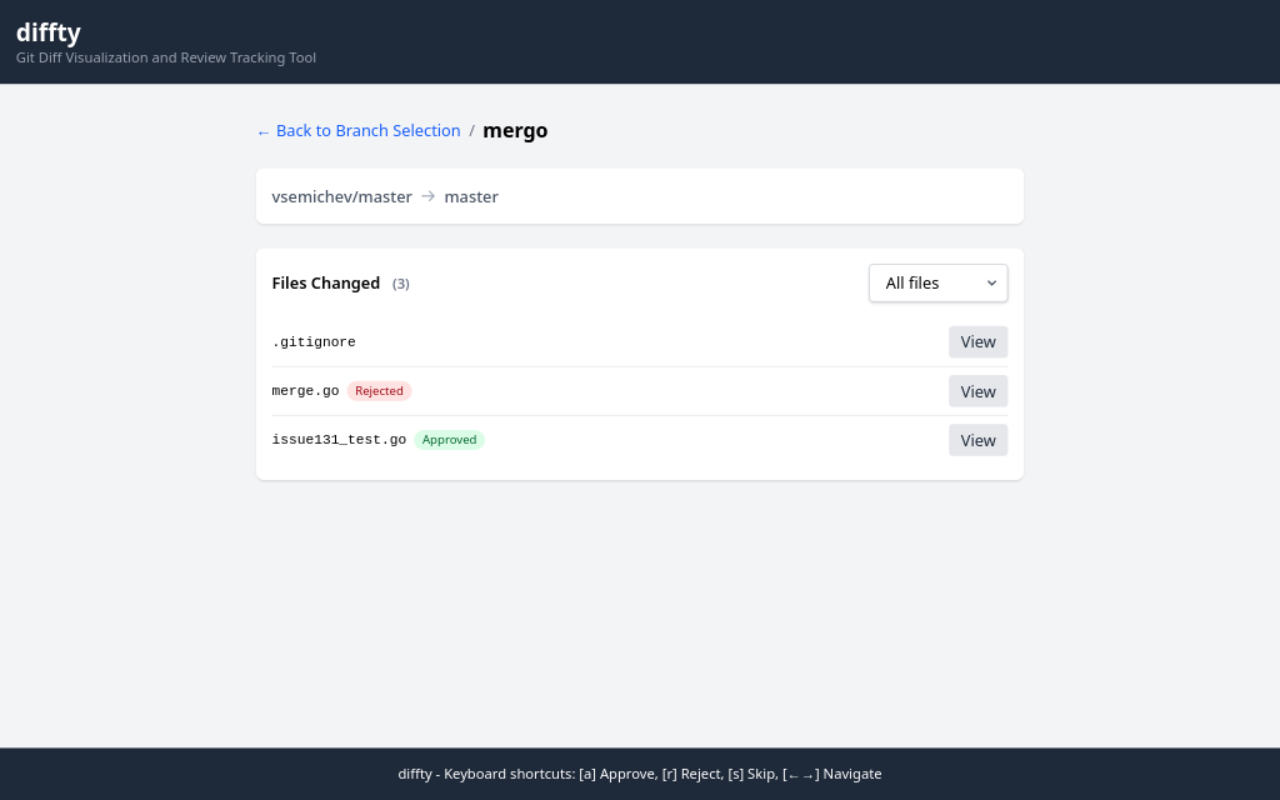 diffty
Git Diff Visualization and Review Tracking Tool
← Back to Branch Selection / mergo
vsemichev/master → master
Files Changed (3)
All files
.gitignore
View
merge.go Rejected
View
issue131_test.go Approved
View
diffty - Keyboard shortcuts: [a] Approve, [r] Reject, [s] Skip, [←→] Navigate